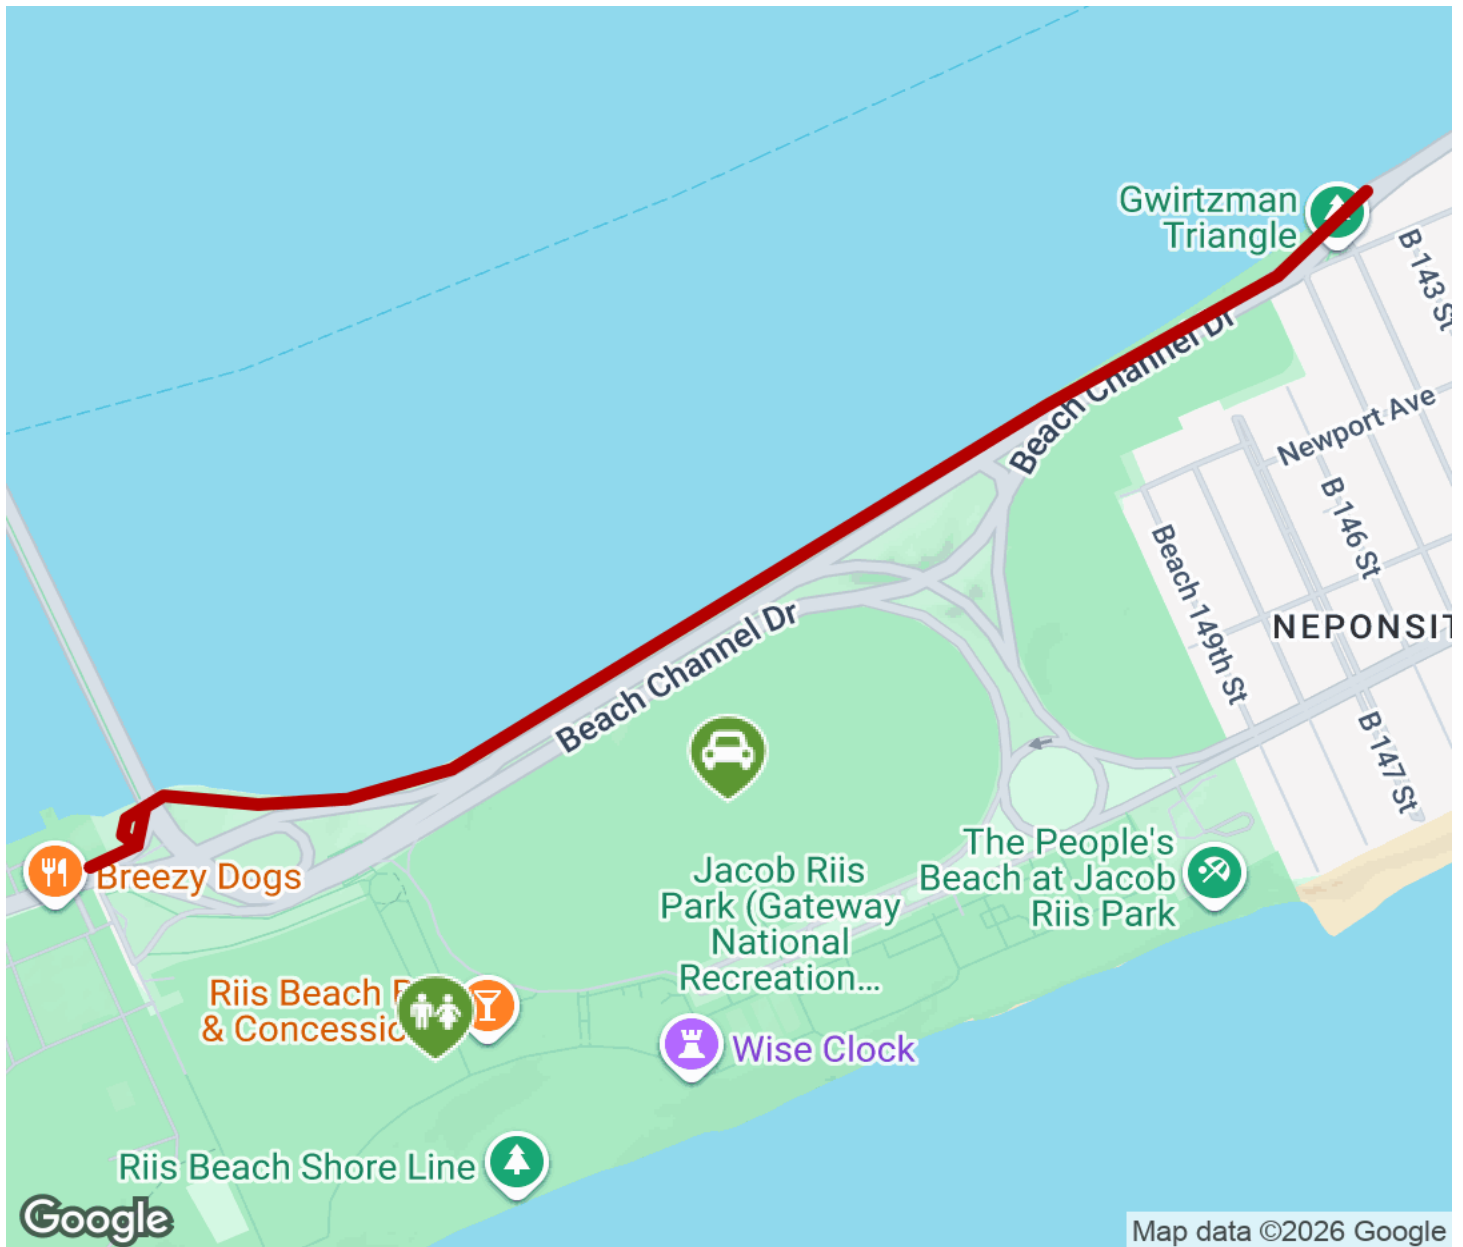 Gwirtzman
Triangle
B 143 St
Beach Channel Dr
Newport Ave
B 146 St
Beach 149th St
NEPONSIT
Beach Channel Dr
B 147 St
The People's
Beach at Jacob
Riis Park
Breezy Dogs
Jacob Riis
Park (Gateway
National
Recreation...
Riis Beach
& Concessio
Wise Clock
Riis Beach Shore Line
Google
Map data ©2026 Google